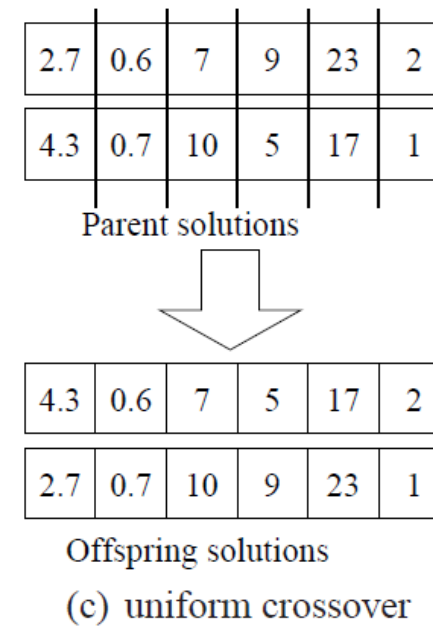 2.7 0.6 7 9 23 2
4.3 0.7 10 5 17 1
Parent solutions
4.3 0.6 7 5 17 2
2.7 0.7 10 9 23 1
Offspring solutions
(c) uniform crossover